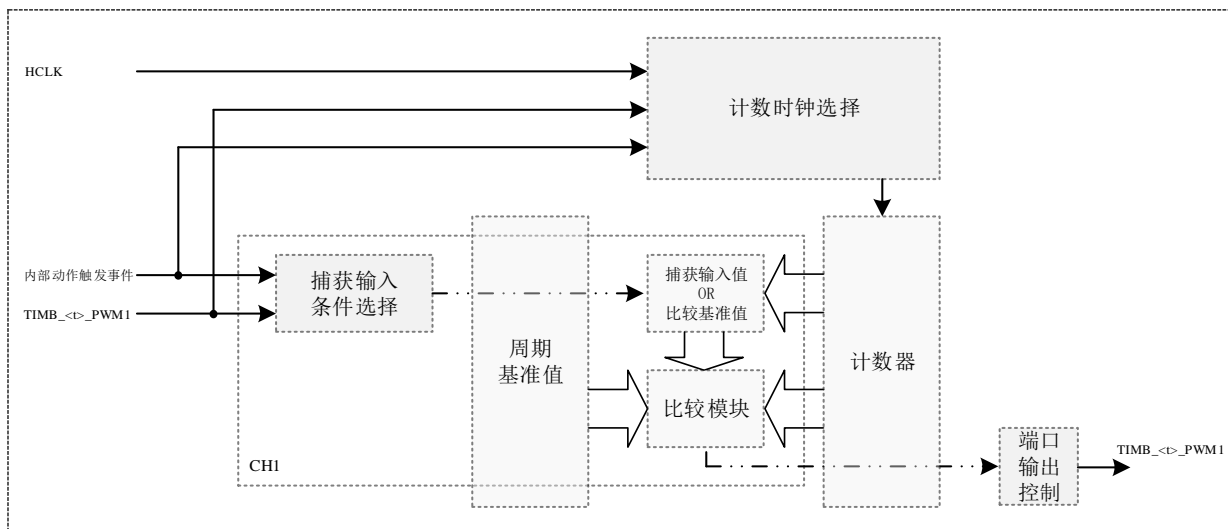 HCLK
计数时钟选择
内部动作触发事件
TIMB_<t>_PWM1
捕获输入
条件选择
周期
基准值
捕获输入值
OR
比较基准值
比较模块
计数器
CH1
端口
输出
控制
TIMB_<t>_PWM1